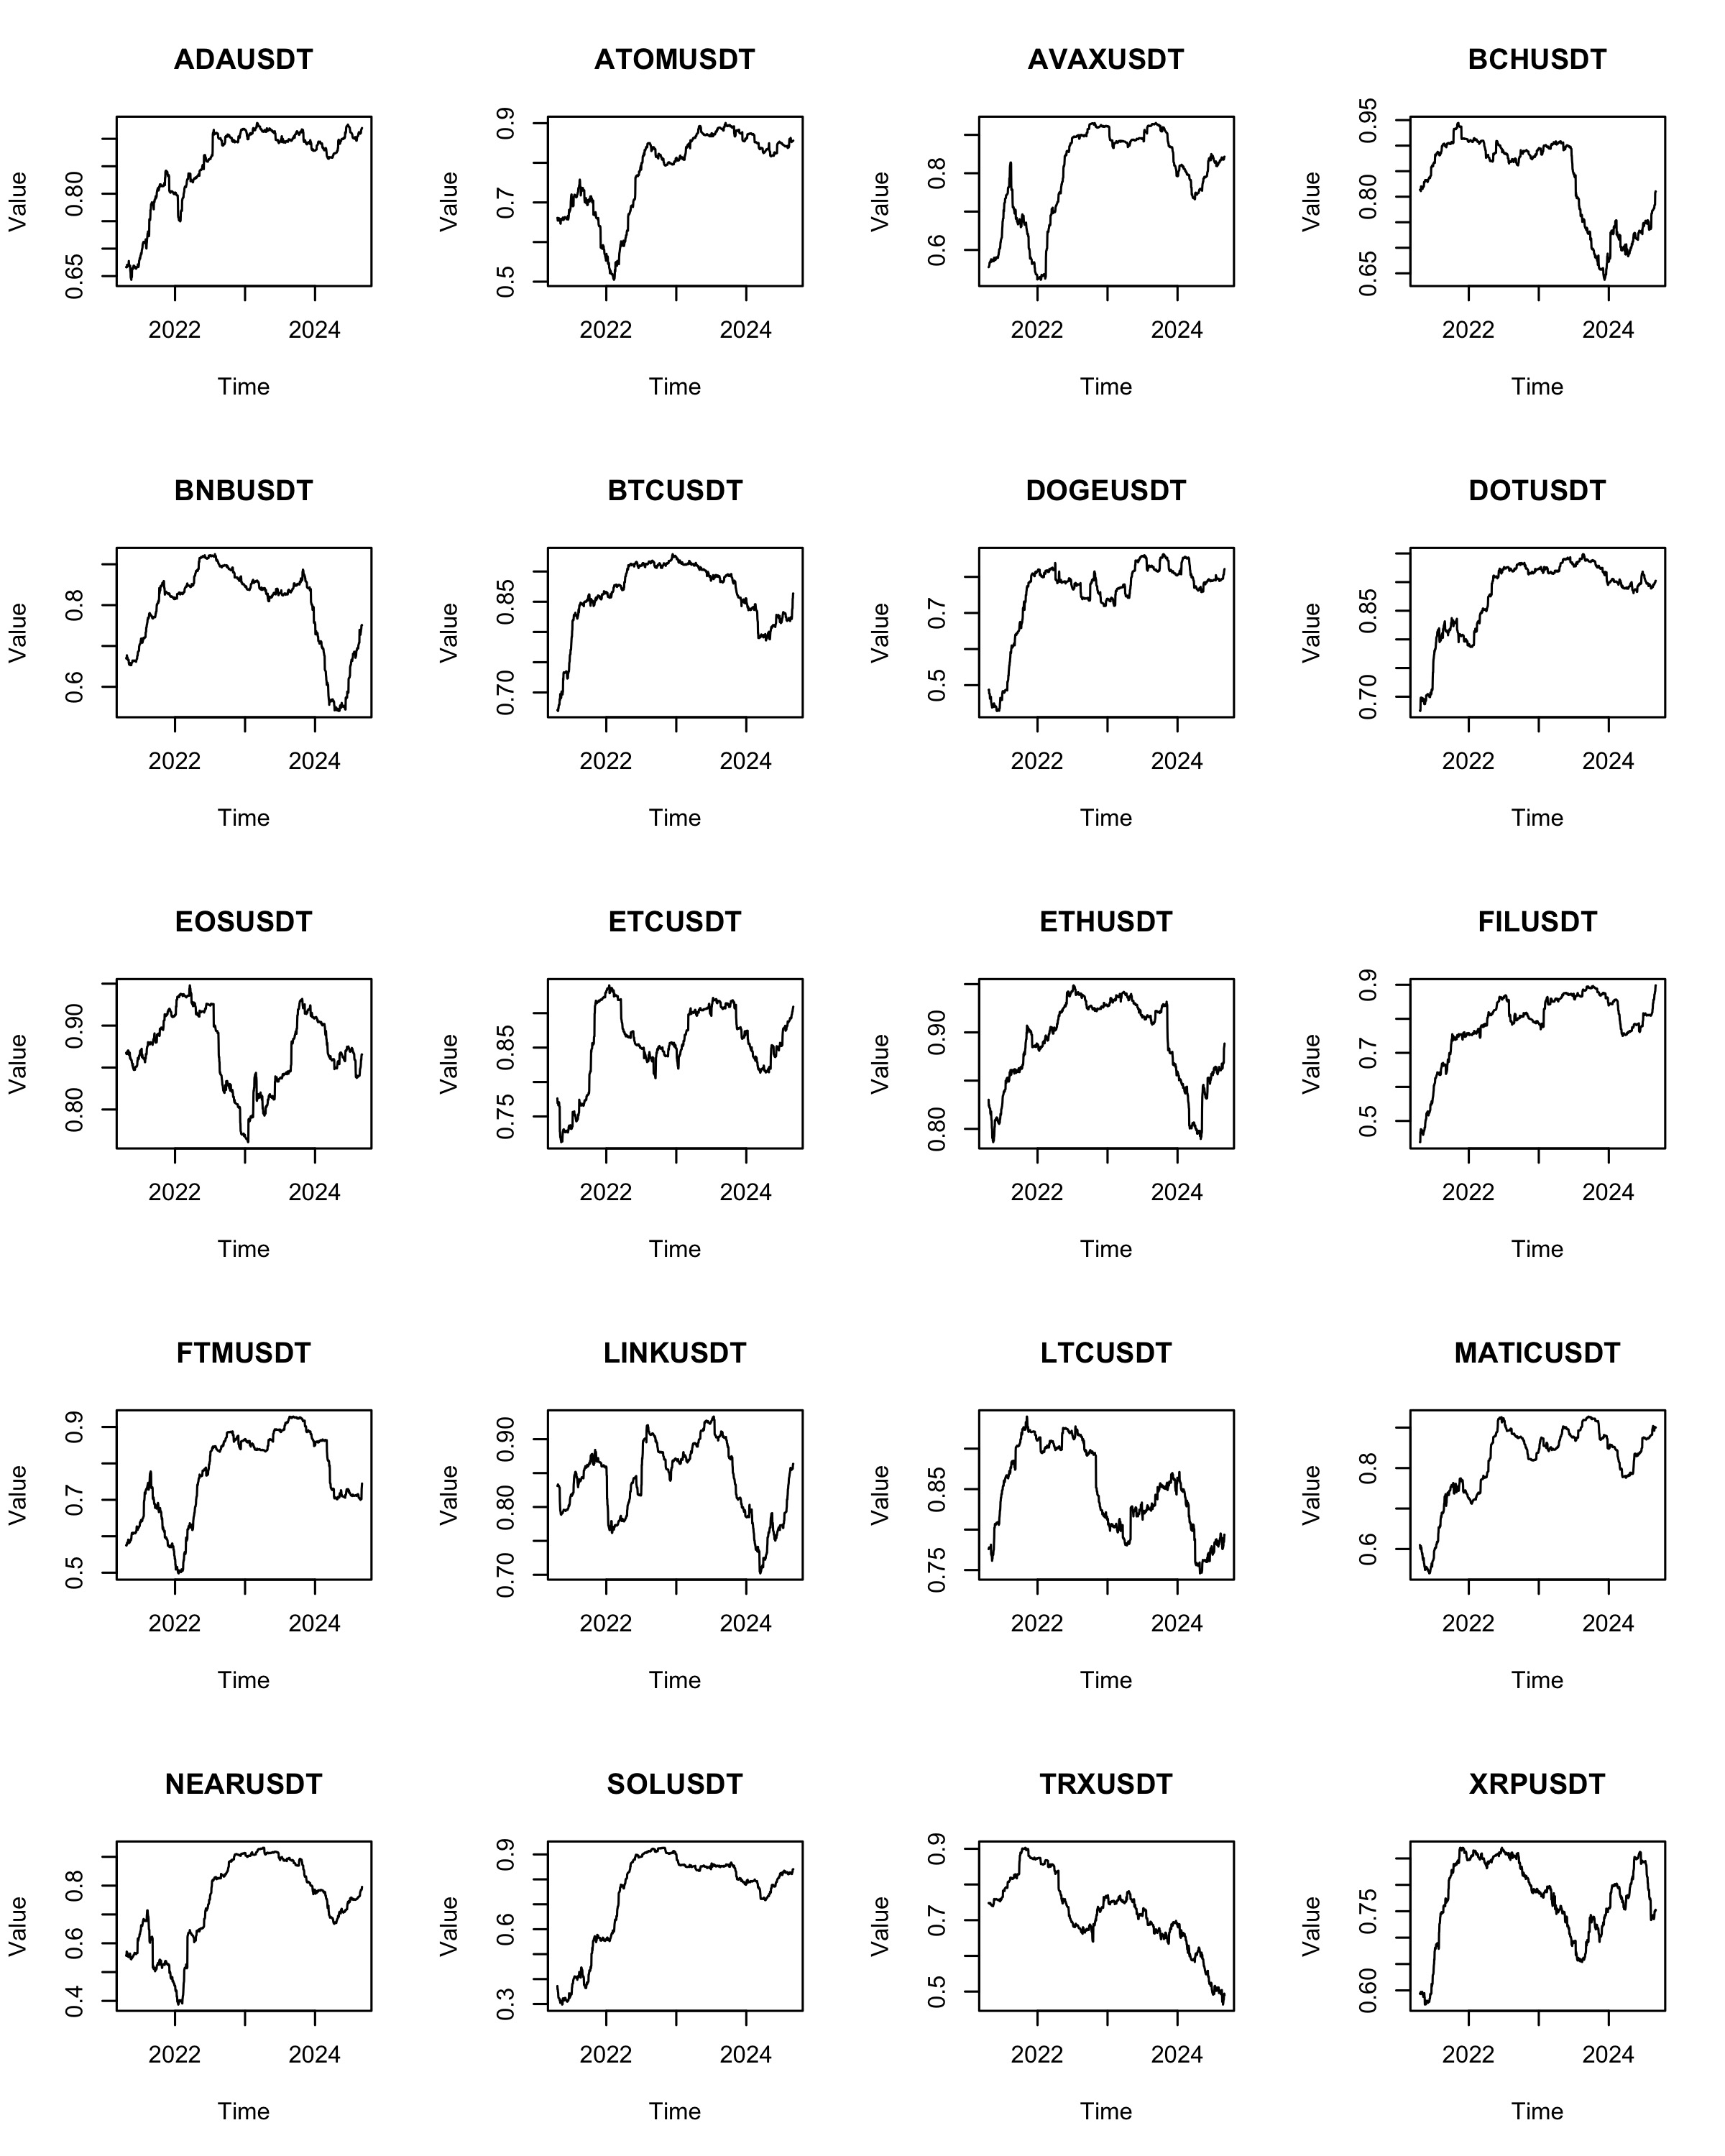 ADAUSDT
Value
0.65 0.80
2022 2024
Time
ATOMUSDT
Value
0.5 0.7 0.9
2022 2024
Time
AVAXUSDT
Value
0.6 0.8
2022 2024
Time
BCHUSDT
Value
0.65 0.80 0.95
2022 2024
Time
BNBUSDT
Value
0.6 0.8
2022 2024
Time
BTCUSDT
Value
0.70 0.85
2022 2024
Time
DOGEUSDT
Value
0.5 0.7
2022 2024
Time
DOTUSDT
Value
0.70 0.85
2022 2024
Time
EOSUSDT
Value
0.80 0.90
2022 2024
Time
ETCUSDT
Value
0.75 0.85
2022 2024
Time
ETHUSDT
Value
0.80 0.90
2022 2024
Time
FILUSDT
Value
0.5 0.7 0.9
2022 2024
Time
FTMUSDT
Value
0.5 0.7 0.9
2022 2024
Time
LINKUSDT
Value
0.70 0.80 0.90
2022 2024
Time
LTCUSDT
Value
0.75 0.85
2022 2024
Time
MATICUSDT
Value
0.6 0.8
2022 2024
Time
NEARUSDT
Value
0.4 0.6 0.8
2022 2024
Time
SOLUSDT
Value
0.3 0.6 0.9
2022 2024
Time
TRXUSDT
Value
0.5 0.7 0.9
2022 2024
Time
XRPUSDT
Value
0.60 0.75
2022 2024
Time